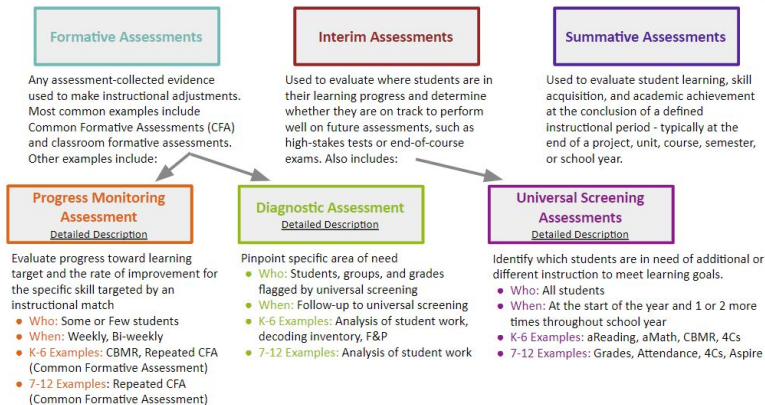 Formative Assessments
Any assessment-collected evidence
used to make instructional adjustments.
Most common examples include
Common Formative Assessments (CFA)
and classroom formative assessments.
Other examples include:
Interim Assessments
Used to evaluate where students are in
their learning progress and determine
whether they are on track to perform
well on future assessments, such as
high-stakes tests or end-of-course
exams. Also includes:
Summative Assessments
Used to evaluate student learning, skill
acquisition, and academic achievement
at the conclusion of a defined
instructional period - typically at the
end of a project, unit, course, semester,
or school year.
Progress Monitoring
Assessment
Detailed Description
Evaluate progress toward learning
target and the rate of improvement for
the specific skill targeted by an
instructional match
● Who: Some or Few students
● When: Weekly, Bi-weekly
● K-6 Examples: CBMR, Repeated CFA
(Common Formative Assessment)
● 7-12 Examples: Repeated CFA
(Common Formative Assessment)
Diagnostic Assessment
Detailed Description
Pinpoint specific area of need
● Who: Students, groups, and grades
flagged by universal screening
● When: Follow-up to universal screening
● K-6 Examples: Analysis of student work,
decoding inventory, F&P
● 7-12 Examples: Analysis of student work
Universal Screening
Assessments
Detailed Description
Identify which students are in need of additional or
different instruction to meet learning goals.
● Who: All students
● When: At the start of the year and 1 or 2 more
times throughout school year
● K-6 Examples: aReading, aMath, CBMR, 4Cs
● 7-12 Examples: Grades, Attendance, 4Cs, Aspire